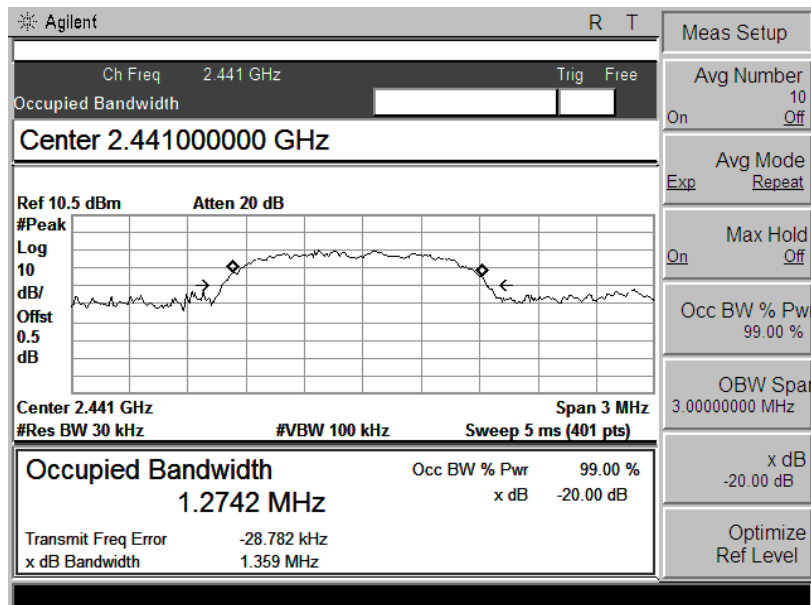 Agilent R T
Ch Freq 2.441 GHz Trig Free
Occupied Bandwidth
Center 2.441000000 GHz
Ref 10.5 dBm Atten 20 dB
#Peak
Log
10
dB/
Offst
0.5
dB
Center 2.441 GHz Span 3 MHz
#Res BW 30 kHz #VBW 100 kHz Sweep 5 ms (401 pts)
Occupied Bandwidth Occ BW % Pwr 99.00 %
1.2742 MHz x dB -20.00 dB
Transmit Freq Error -28.782 kHz
x dB Bandwidth 1.359 MHz
Meas Setup
Avg Number
10
On Off
Avg Mode
Exp Repeat
Max Hold
On Off
Occ BW % Pwr
99.00 %
OBW Span
3.00000000 MHz
x dB
-20.00 dB
Optimize
Ref Level